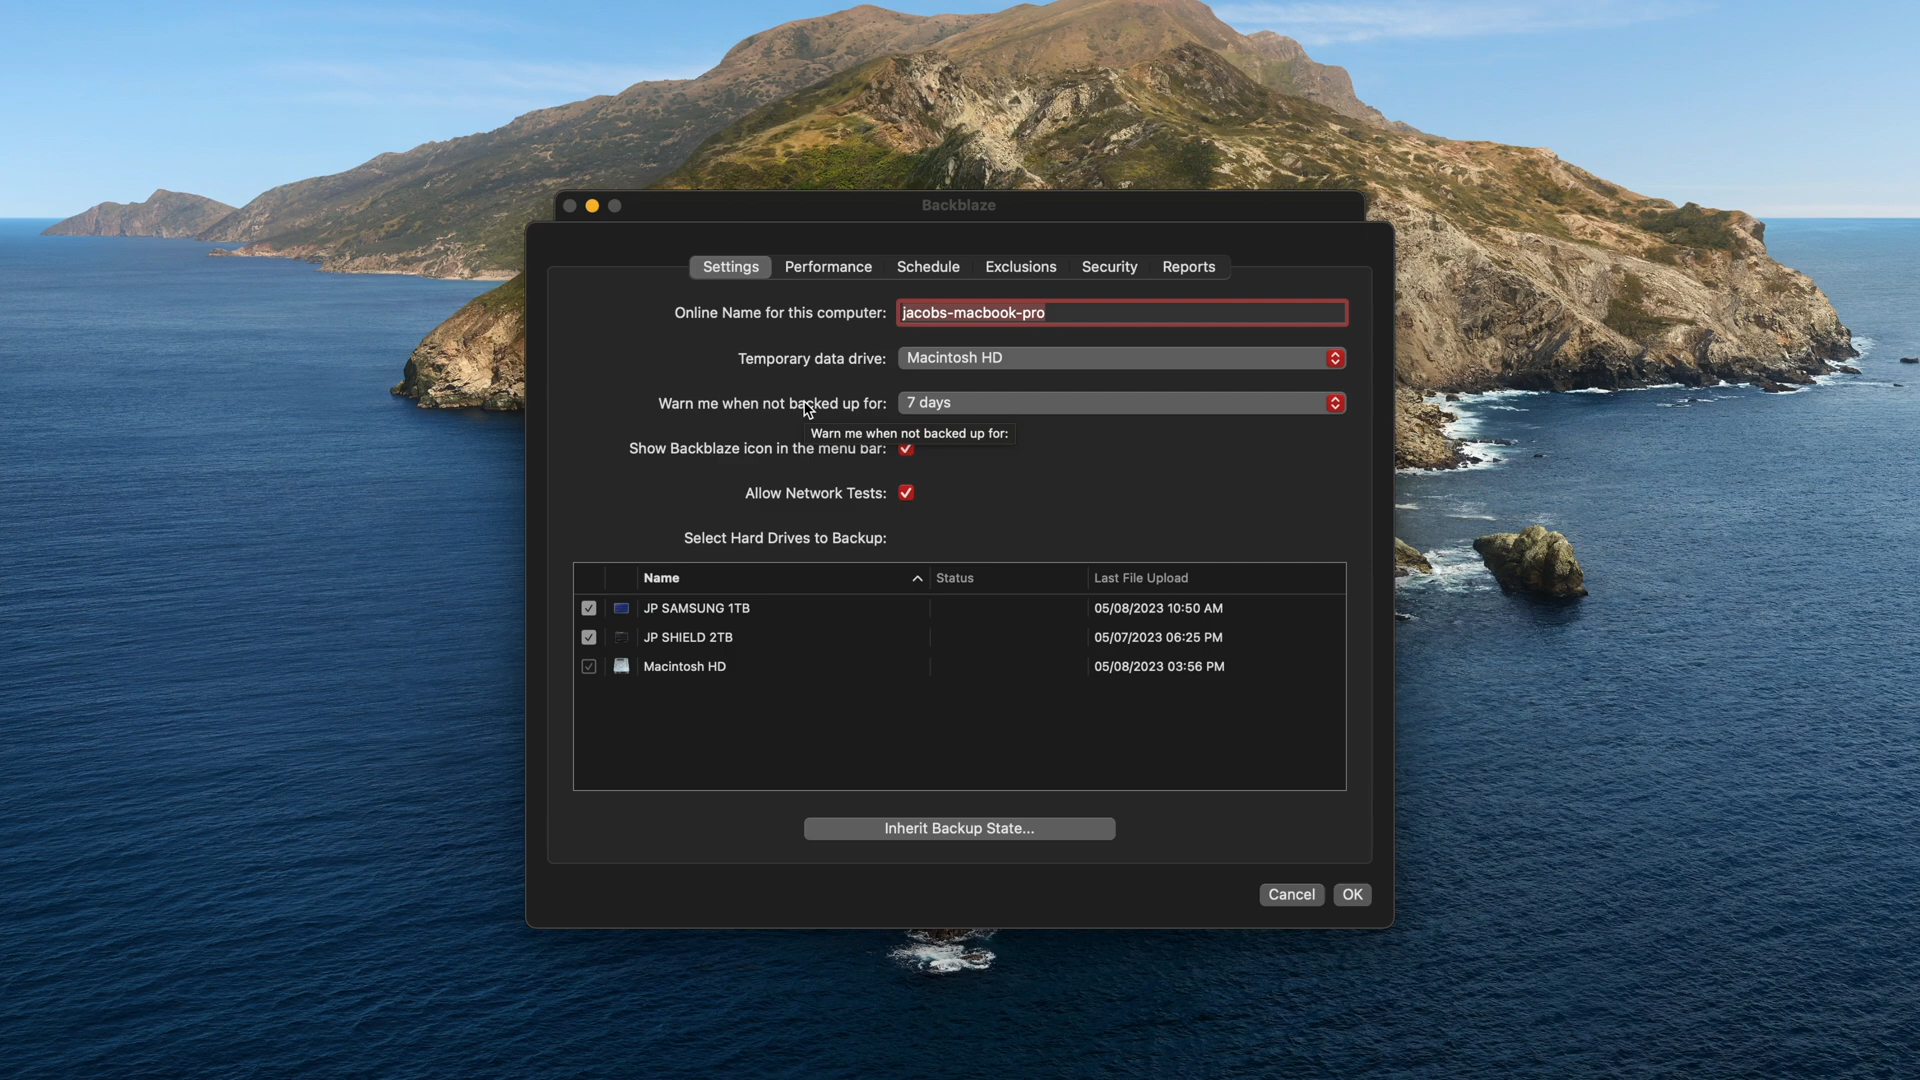 Backblaze
Settings Performance Schedule Exclusions Security Reports
Online Name for this computer: jacobs-macbook-pro
Temporary data drive: Macintosh HD
Warn me when not backed up for: 7 days
Warn me when not backed up for:
Show Backblaze icon in the menu bar:
Allow Network Tests:
Select Hard Drives to Backup:
Name Status Last File Upload
JP SAMSUNG 1TB 05/08/2023 10:50 AM
JP SHIELD 2TB 05/07/2023 06:25 PM
Macintosh HD 05/08/2023 03:56 PM
Inherit Backup State...
Cancel OK